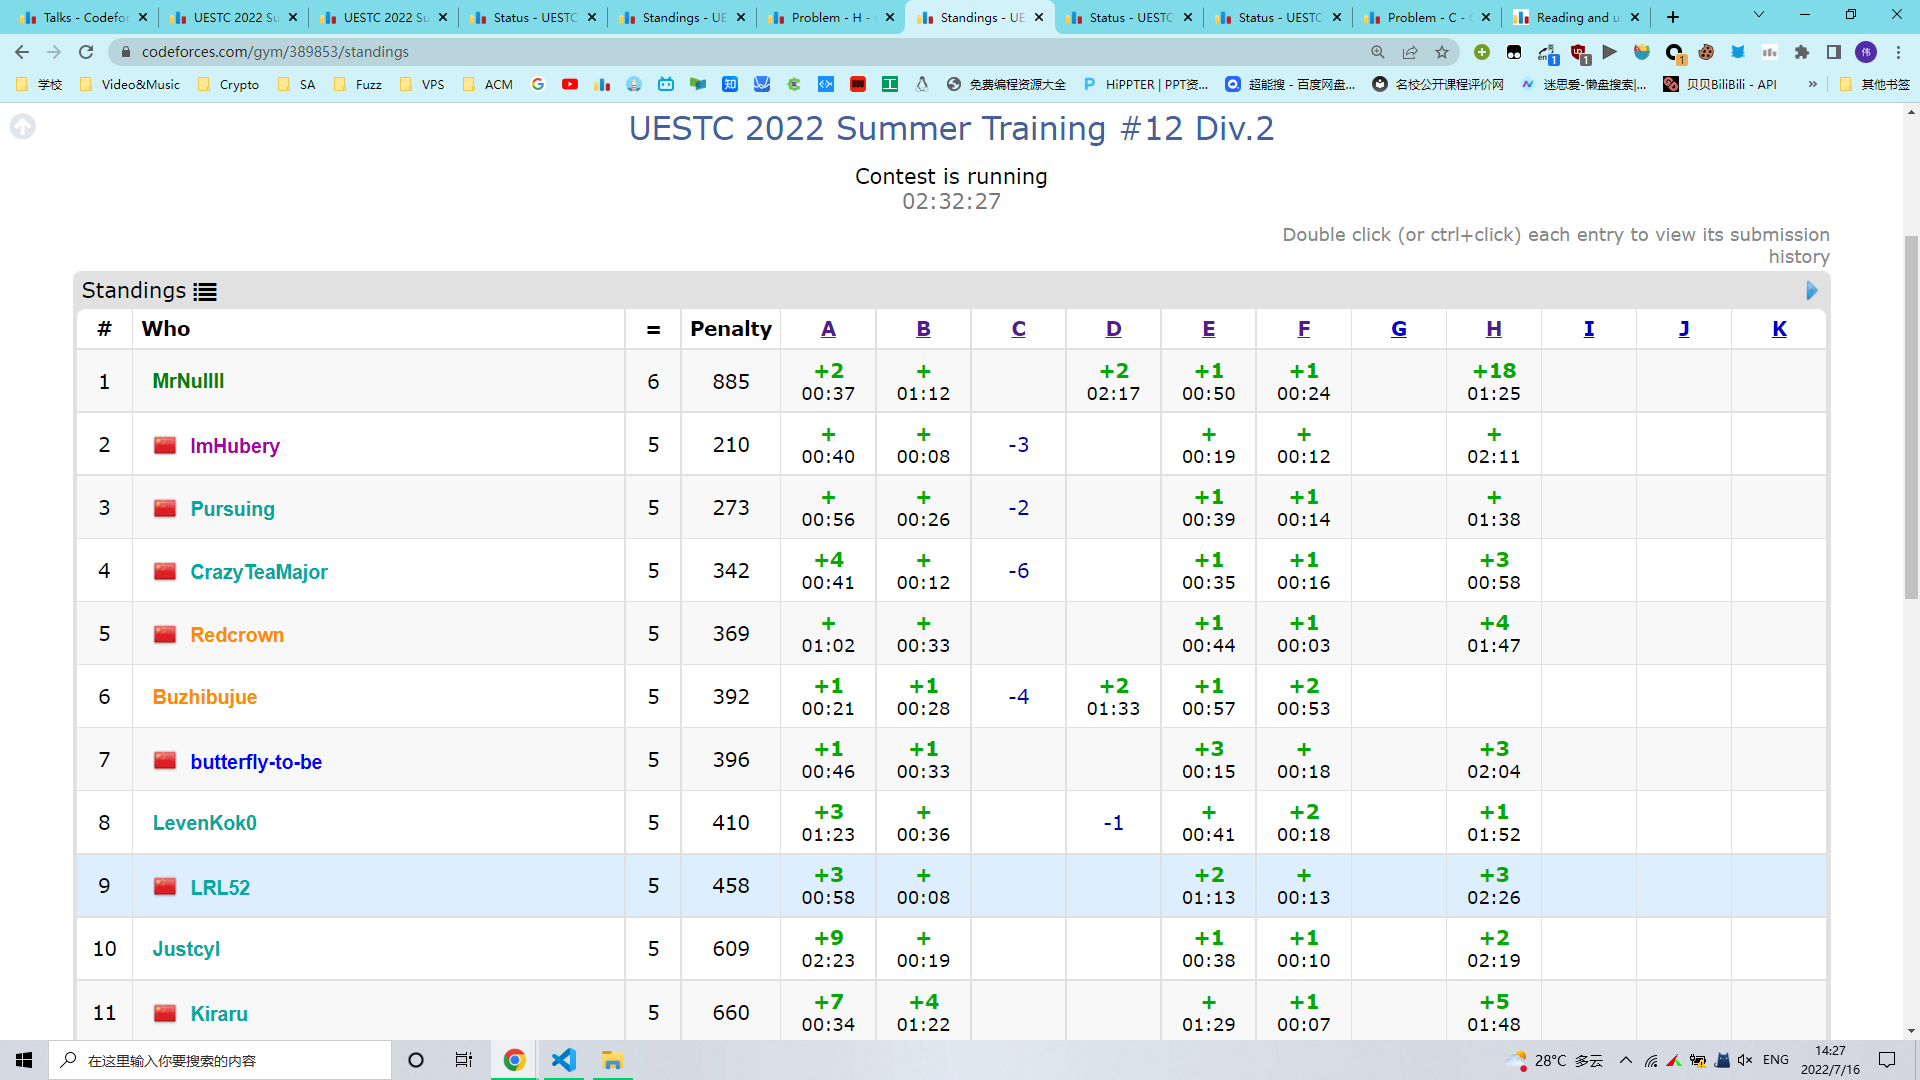 Talks - Codefor
UESTC 2022 Su
UESTC 2022 Su
Status - UESTC
Standings - UE
Problem - H -
Standings - UE
Status - UESTC
Status - UESTC
Problem - C -
Reading and u
codeforces.com/gym/389853/standings
学校 Video&Music Crypto SA Fuzz VPS ACM 免费编程资源大全 HiPPTER | PPT资... 超能搜 - 百度网盘... 名校公开课程评价网 迷思爱-懒盘搜索|... 贝贝BiliBili - API » 其他书签
UESTC 2022 Summer Training #12 Div.2
Contest is running
02:32:27
Double click (or ctrl+click) each entry to view its submission
history
Standings
# Who = Penalty A B C D E F G H I J K
1 MrNullll 6 885 +2 + +2 +1 +1 +18
00:37 01:12 02:17 00:50 00:24 01:25
2 ImHubery 5 210 + + -3 + + +
00:40 00:08 00:19 00:12 02:11
3 Pursuing 5 273 + + -2 +1 +1 +
00:56 00:26 00:39 00:14 01:38
4 CrazyTeaMajor 5 342 +4 + -6 +1 +1 +3
00:41 00:12 00:35 00:16 00:58
5 Redcrown 5 369 + + +1 +1 +4
01:02 00:33 00:44 00:03 01:47
6 Buzhibujue 5 392 +1 +1 -4 +2 +1 +2
00:21 00:28 01:33 00:57 00:53
7 butterfly-to-be 5 396 +1 +1 +3 + +3
00:46 00:33 00:15 00:18 02:04
8 LevenKok0 5 410 +3 + -1 + +2 +1
01:23 00:36 00:41 00:18 01:52
9 LRL52 5 458 +3 + +2 + +3
00:58 00:08 01:13 00:13 02:26
10 Justcyl 5 609 +9 + +1 +1 +2
02:23 00:19 00:38 00:10 02:19
11 Kiraru 5 660 +7 +4 + +1 +5
00:34 01:22 01:29 00:07 01:48
在这里输入你要搜索的内容
28°C 多云
ENG
14:27
2022/7/16